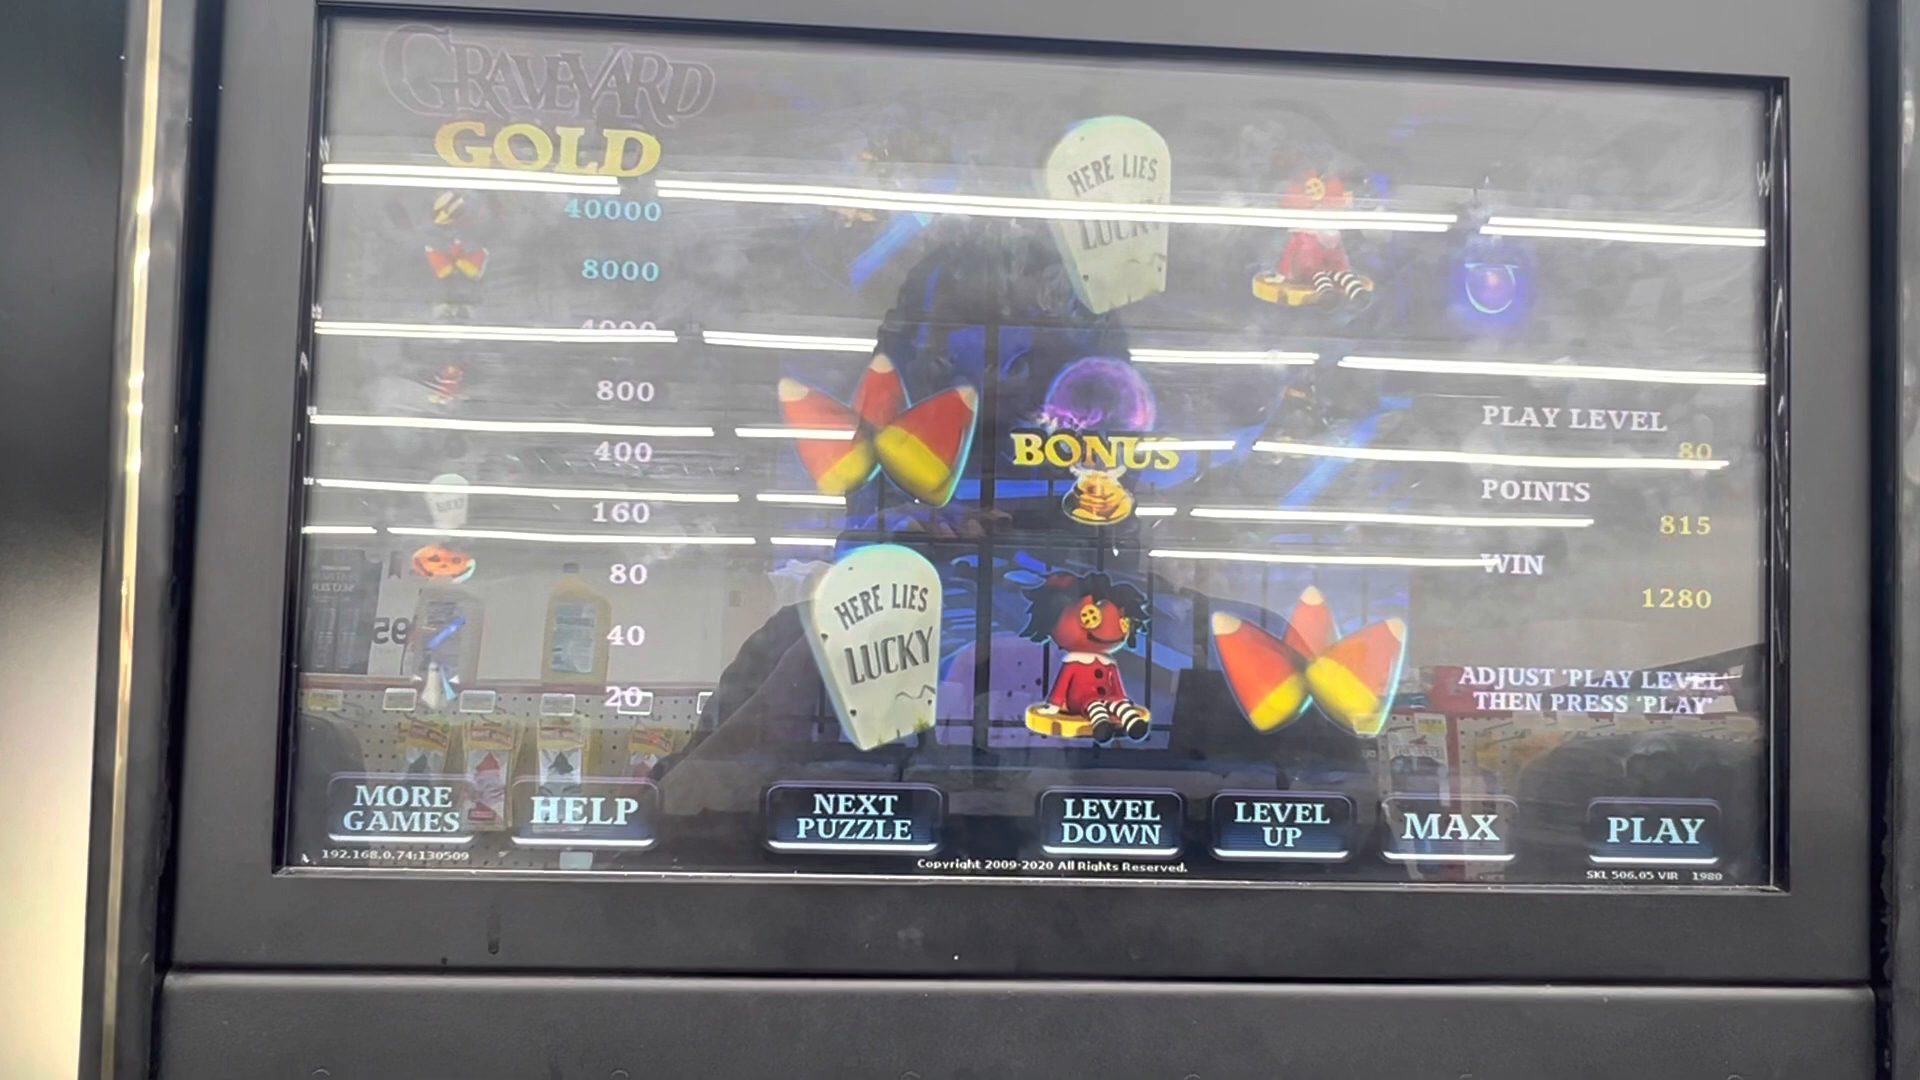 GRAVEYARD
GOLD
40000
8000
4000
800
400
160
80
40
20
HERE LIES
LUCKY
BONUS
HERE LIES
LUCKY
PLAY LEVEL
80
POINTS
815
WIN
1280
ADJUST 'PLAY LEVEL'
THEN PRESS 'PLAY'
MORE
GAMES
HELP
NEXT
PUZZLE
LEVEL
DOWN
LEVEL
UP
MAX
PLAY
192.168.0.74:130509
Copyright 2009-2020 All Rights Reserved.
SKL 506.05 VIR 1980